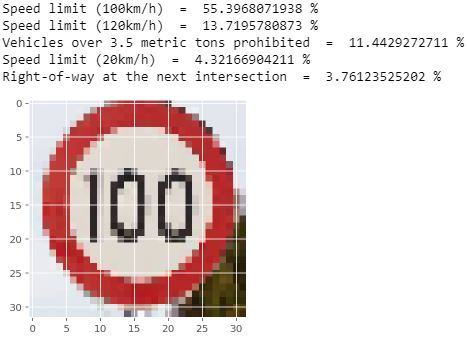 Speed limit (100km/h)  =  55.3968071938 %
Speed limit (120km/h)  =  13.7195780873 %
Vehicles over 3.5 metric tons prohibited  =  11.4429272711 %
Speed limit (20km/h)  =  4.32166904211 %
Right-of-way at the next intersection  =  3.76123525202 %
0
5
10
15
20
25
30
100
0 5 10 15 20 25 30